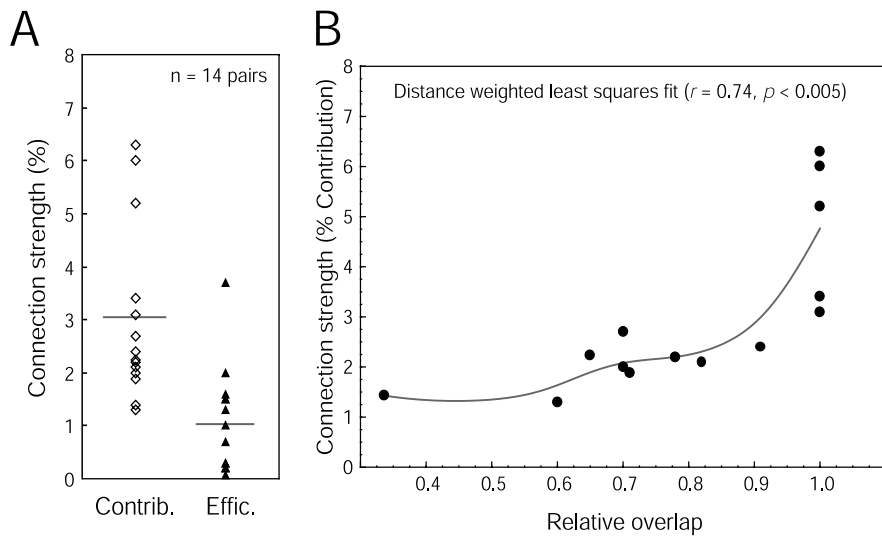 A
n = 14 pairs
Connection strength (%)
8
7
6
5
4
3
2
1
0
Contrib. Effic.
B
Distance weighted least squares fit (r = 0.74, p < 0.005)
Connection strength (% Contribution)
8
7
6
5
4
3
2
1
0
0.4 0.5 0.6 0.7 0.8 0.9 1.0
Relative overlap